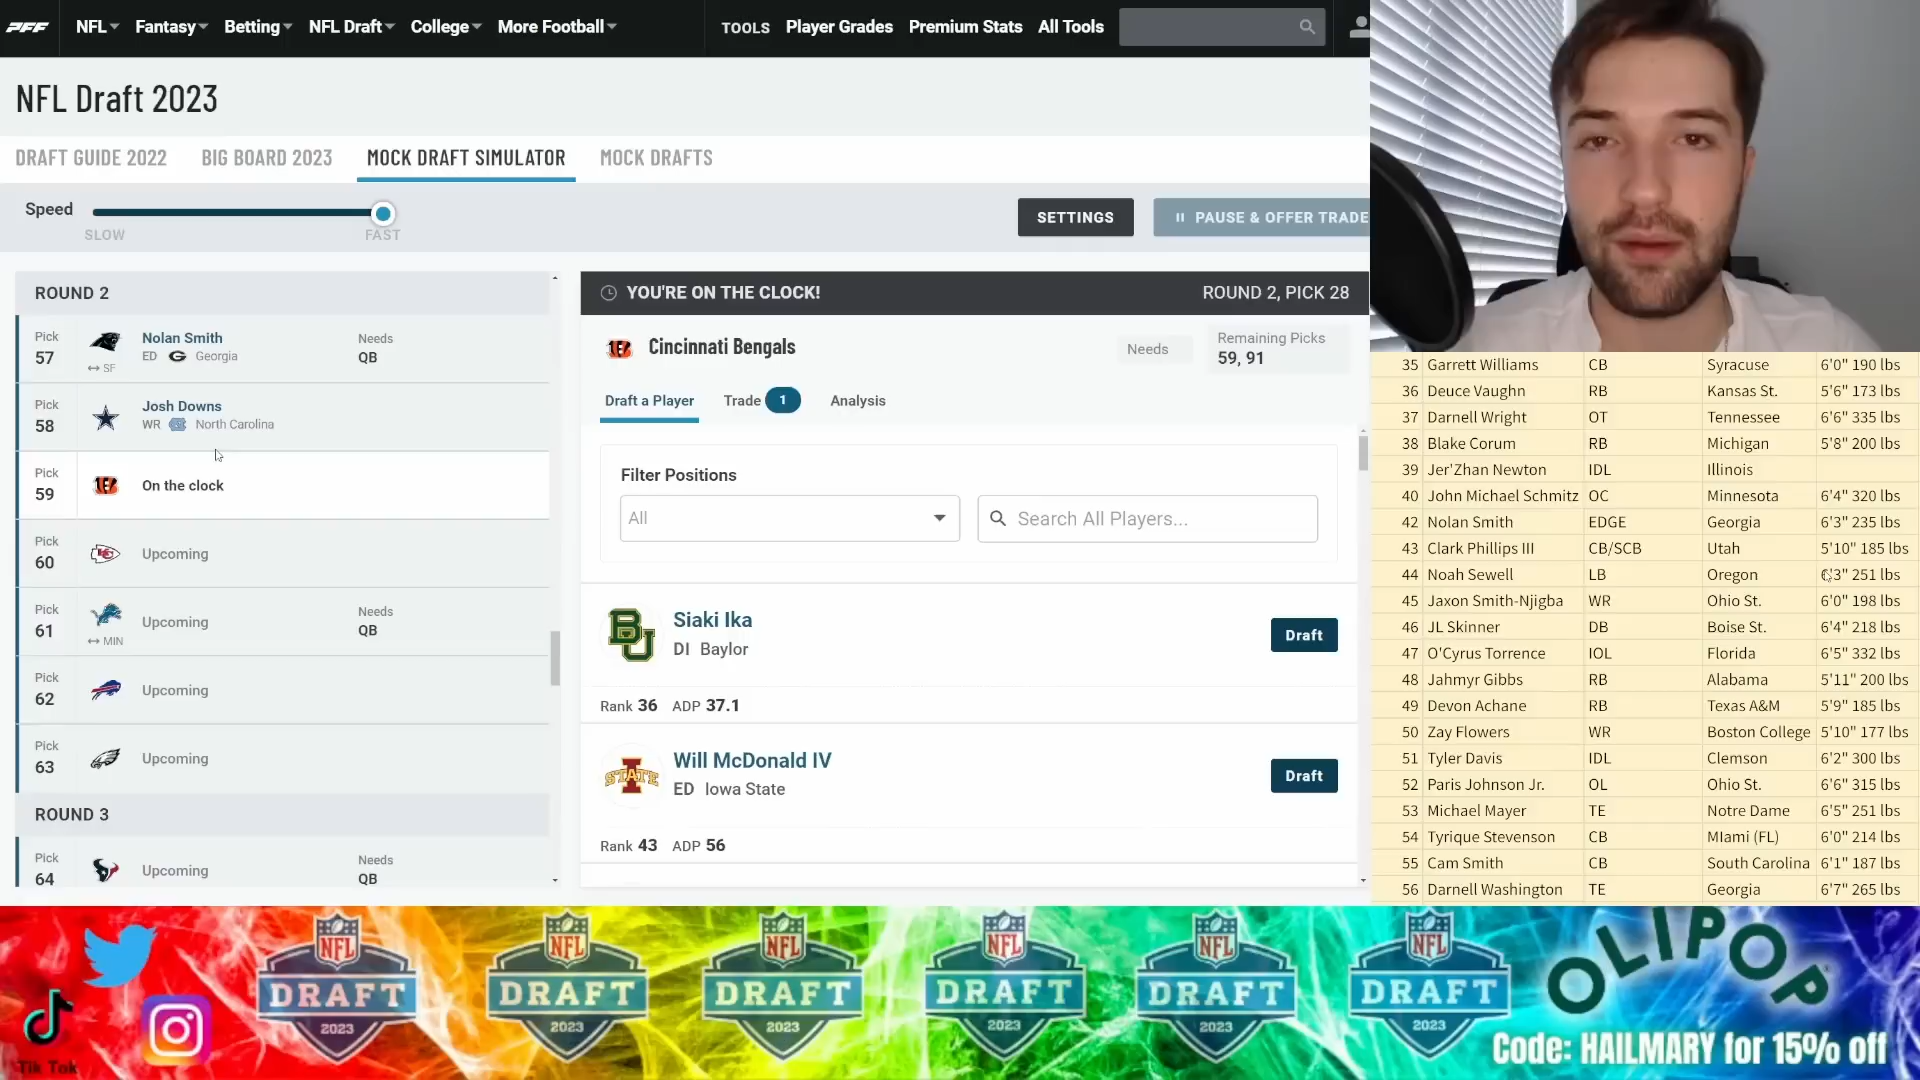 PFF NFL Fantasy Betting NFL Draft College More Football TOOLS Player Grades Premium Stats All Tools
NFL Draft 2023
DRAFT GUIDE 2022 BIG BOARD 2023 MOCK DRAFT SIMULATOR MOCK DRAFTS
Speed
SLOW FAST
SETTINGS PAUSE & OFFER TRADE
ROUND 2
Pick 57 Nolan Smith Needs
ED G Georgia QB
↔ SF
Pick 58 Josh Downs
WR North Carolina
Pick 59 On the clock
Pick 60 Upcoming
Pick 61 Upcoming Needs
QB
↔ MIN
Pick 62 Upcoming
Pick 63 Upcoming
ROUND 3
Pick 64 Upcoming Needs
QB
YOU'RE ON THE CLOCK! ROUND 2, PICK 28
Cincinnati Bengals Needs Remaining Picks
59, 91
Draft a Player Trade 1 Analysis
Filter Positions
All Search All Players...
Siaki Ika
DI Baylor
Draft
Rank 36 ADP 37.1
Will McDonald IV
ED Iowa State
Draft
Rank 43 ADP 56
35 Garrett Williams CB Syracuse 6'0" 190 lbs
36 Deuce Vaughn RB Kansas St. 5'6" 173 lbs
37 Darnell Wright OT Tennessee 6'6" 335 lbs
38 Blake Corum RB Michigan 5'8" 200 lbs
39 Jer'Zhan Newton IDL Illinois
40 John Michael Schmitz OC Minnesota 6'4" 320 lbs
42 Nolan Smith EDGE Georgia 6'3" 235 lbs
43 Clark Phillips III CB/SCB Utah 5'10" 185 lbs
44 Noah Sewell LB Oregon 6'3" 251 lbs
45 Jaxon Smith-Njigba WR Ohio St. 6'0" 198 lbs
46 JL Skinner DB Boise St. 6'4" 218 lbs
47 O'Cyrus Torrence IOL Florida 6'5" 332 lbs
48 Jahmyr Gibbs RB Alabama 5'11" 200 lbs
49 Devon Achane RB Texas A&M 5'9" 185 lbs
50 Zay Flowers WR Boston College 5'10" 177 lbs
51 Tyler Davis IDL Clemson 6'2" 300 lbs
52 Paris Johnson Jr. OL Ohio St. 6'6" 315 lbs
53 Michael Mayer TE Notre Dame 6'5" 251 lbs
54 Tyrique Stevenson CB MIami (FL) 6'0" 214 lbs
55 Cam Smith CB South Carolina 6'1" 187 lbs
56 Darnell Washington TE Georgia 6'7" 265 lbs
Tik Tok
NFL DRAFT 2023
NFL DRAFT 2023
NFL DRAFT 2023
NFL DRAFT 2023
NFL DRAFT 2023
NFL DRAFT 2023
OLIPOP
Code: HAILMARY for 15% off